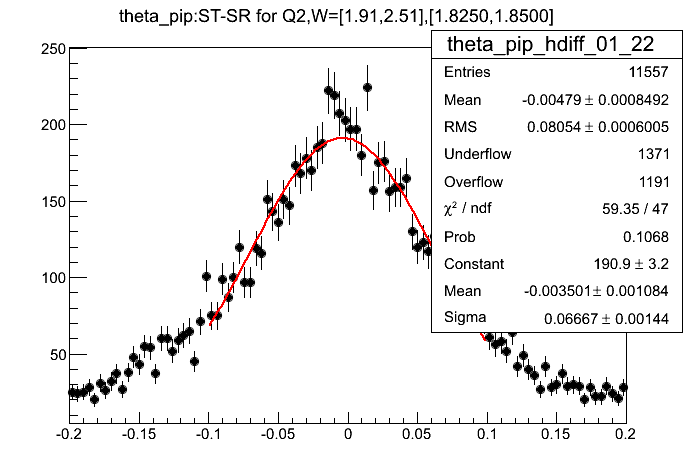 theta_pip:ST-SR for Q2,W=[1.91,2.51],[1.8250,1.8500]
theta_pip_hdiff_01_22
Entries 11557
Mean -0.00479 ± 0.0008492
RMS 0.08054 ± 0.0006005
Underflow 1371
Overflow 1191
χ² / ndf 59.35 / 47
Prob 0.1068
Constant 190.9 ± 3.2
Mean -0.003501 ± 0.001084
Sigma 0.06667 ± 0.00144
250
200
150
100
50
-0.2 -0.15 -0.1 -0.05 0 0.05 0.1 0.15 0.2